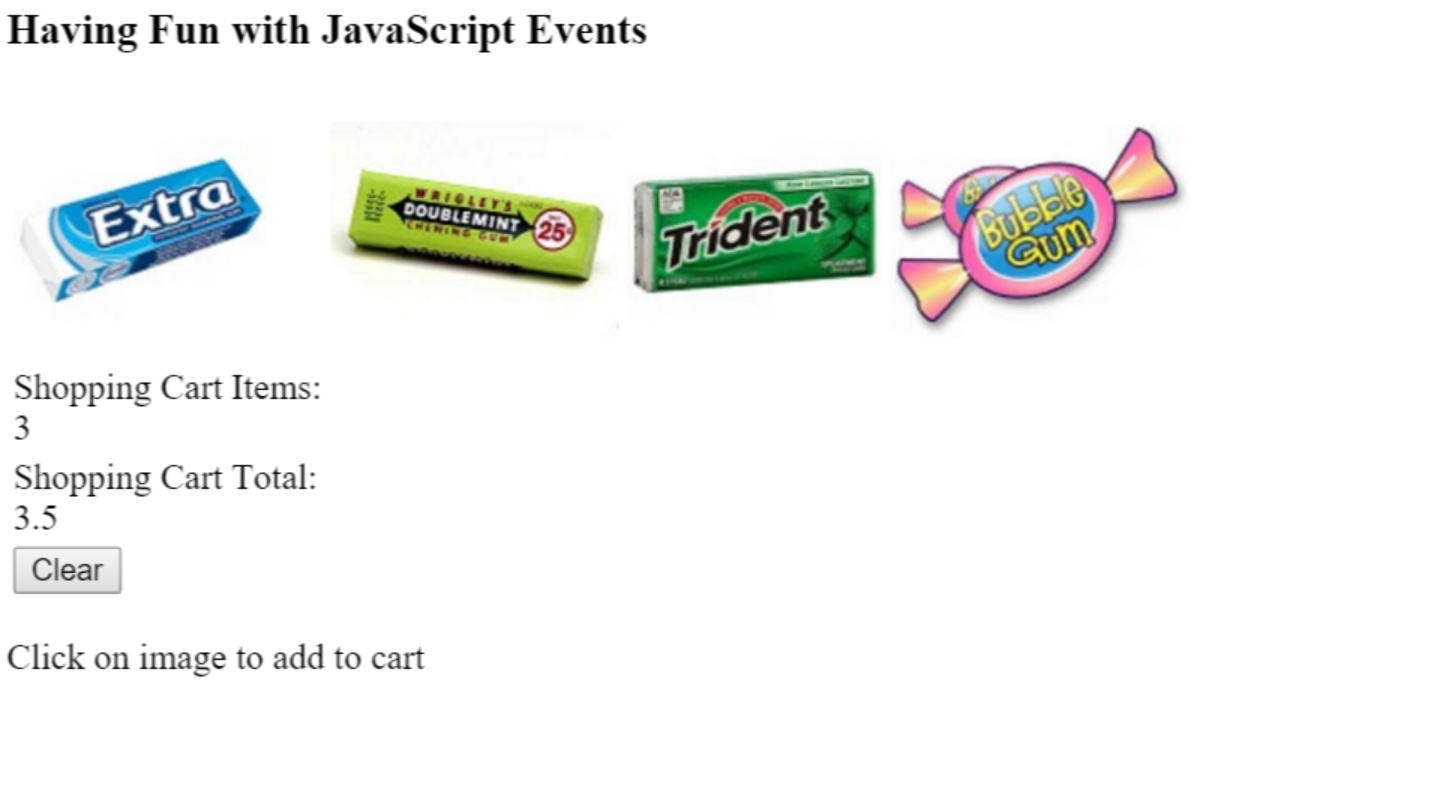 Having Fun with JavaScript Events
Extra
WRIGLEY'S
DOUBLEMINT
CHEWING GUM
25¢
Trident
SPEARMINT
Bubble
Gum
Shopping Cart Items:
3
Shopping Cart Total:
3.5
Clear
Click on image to add to cart